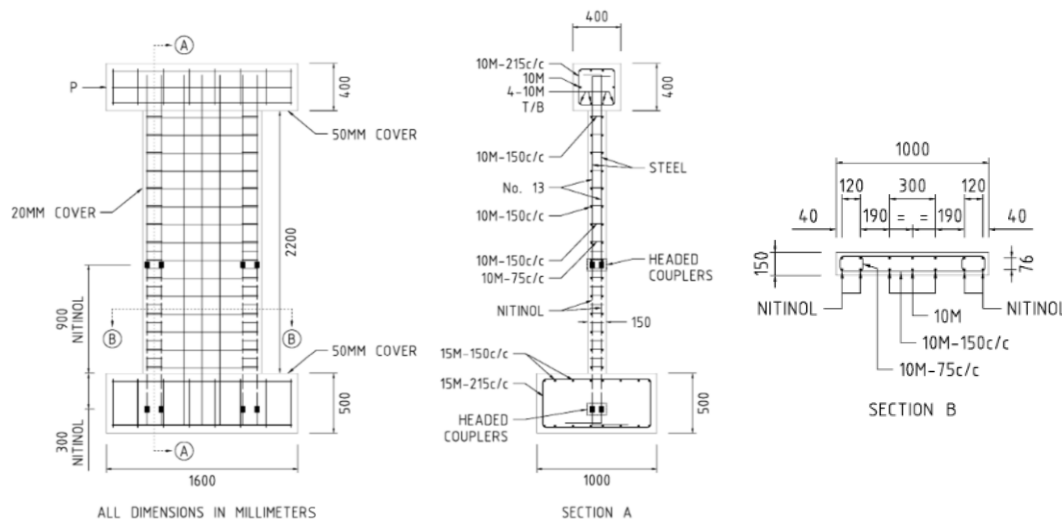 A
P
400
50MM COVER
20MM COVER
2200
900
NITINOL
B
B
50MM COVER
500
300
NITINOL
A
1600
ALL DIMENSIONS IN MILLIMETERS
400
10M-215c/c
10M
4-10M
T/B
400
10M-150c/c
STEEL
No. 13
10M-150c/c
10M-150c/c
10M-75c/c
HEADED
COUPLERS
NITINOL
150
15M-150c/c
15M-215c/c
500
HEADED
COUPLERS
1000
SECTION A
1000
120 300 120
40 190 = = 190 40
150
76
NITINOL
NITINOL
10M
10M-150c/c
10M-75c/c
SECTION B